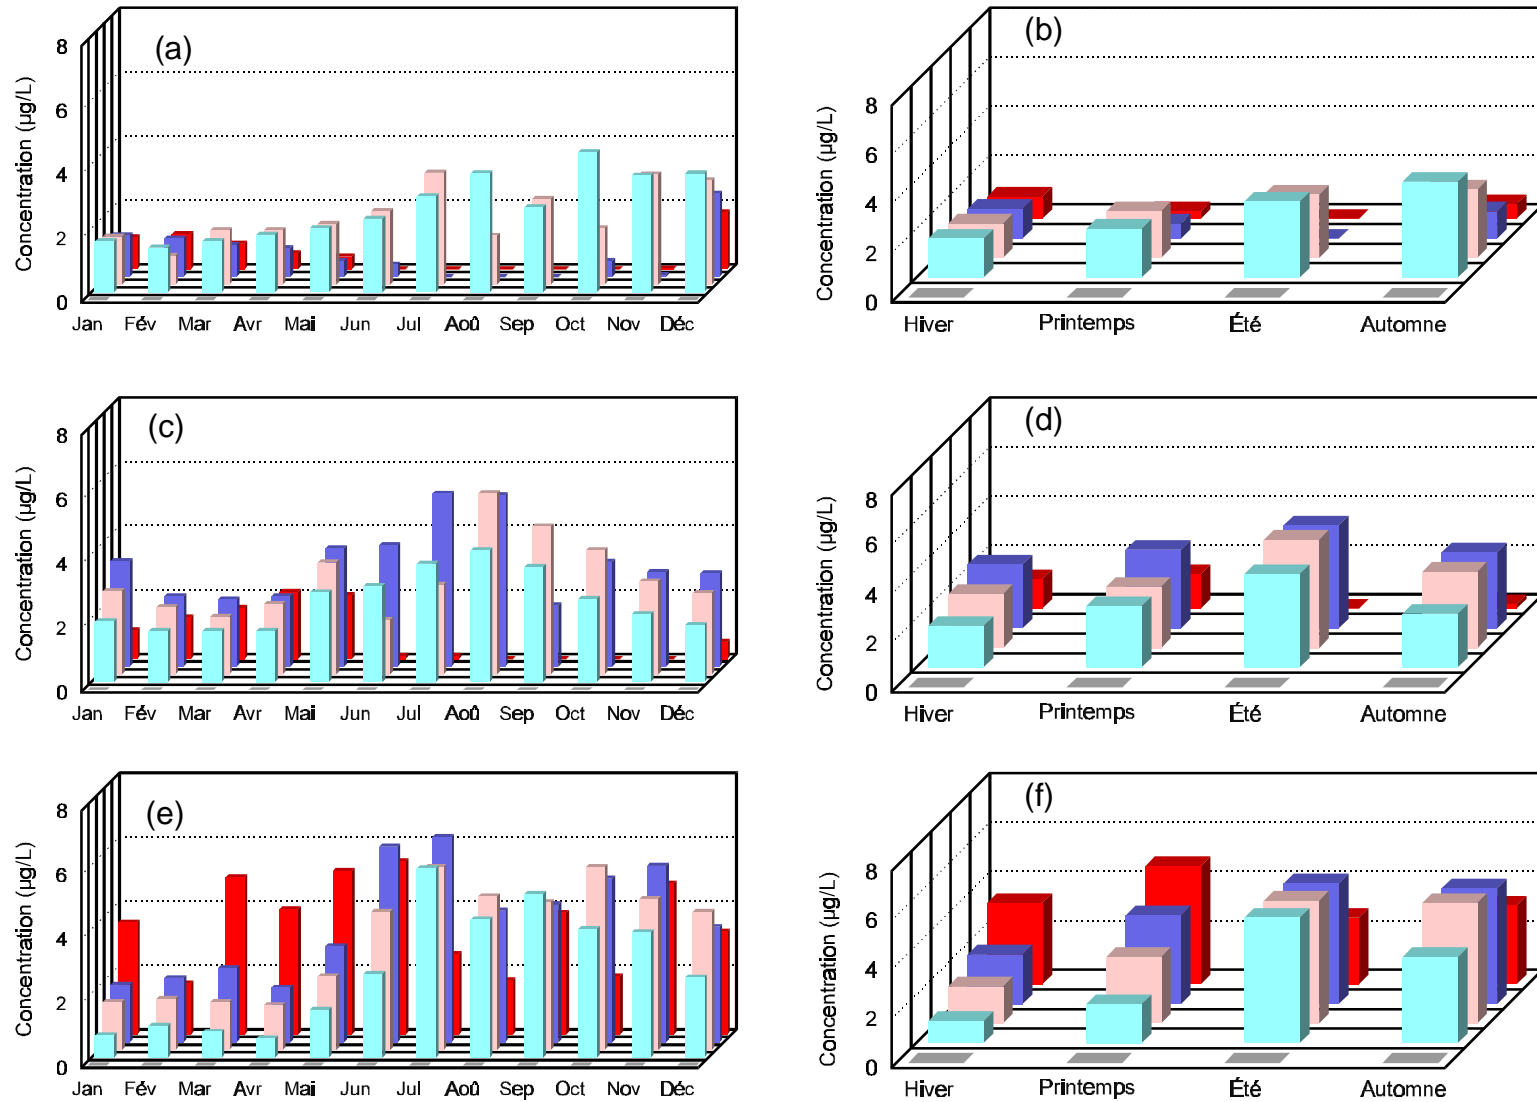 (a)
Concentration (µg/L)
8
6
4
2
0
Jan Fév Mar Avr Mai Jun Jul Aoû Sep Oct Nov Déc
(b)
Concentration (µg/L)
8
6
4
2
0
Hiver Printemps Été Automne
(c)
Concentration (µg/L)
8
6
4
2
0
Jan Fév Mar Avr Mai Jun Jul Aoû Sep Oct Nov Déc
(d)
Concentration (µg/L)
8
6
4
2
0
Hiver Printemps Été Automne
(e)
Concentration (µg/L)
8
6
4
2
0
Jan Fév Mar Avr Mai Jun Jul Aoû Sep Oct Nov Déc
(f)
Concentration (µg/L)
8
6
4
2
0
Hiver Printemps Été Automne